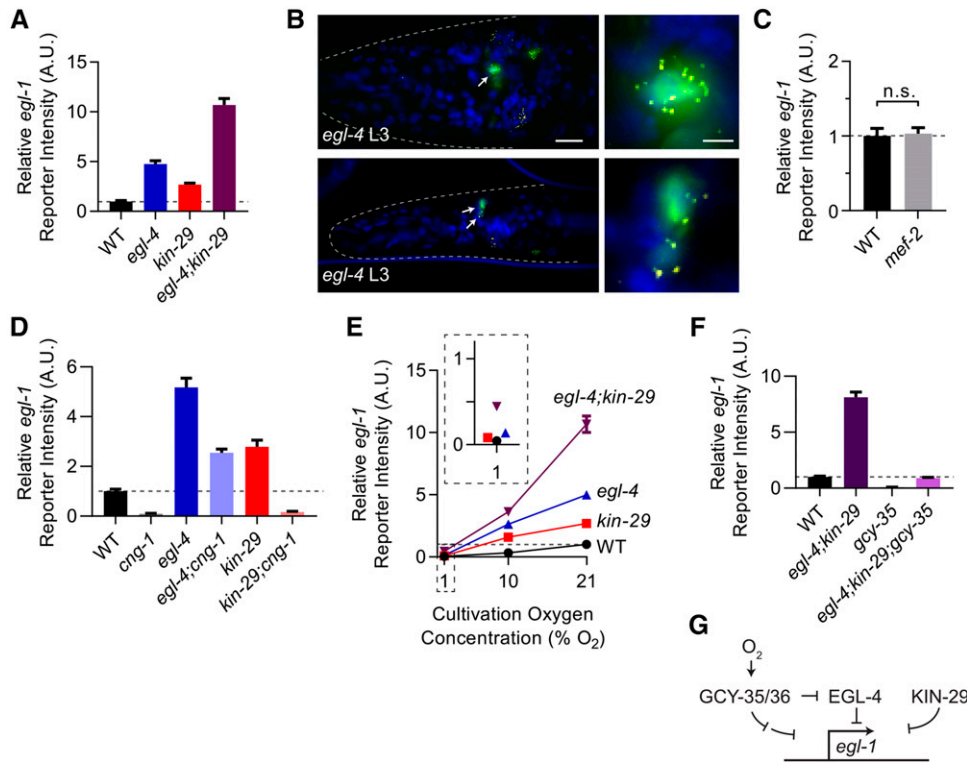 A
Relative egl-1
Reporter Intensity (A.U.)
15
10
5
0
WT
egl-4
kin-29
egl-4;kin-29
B
egl-4 L3
egl-4 L3
C
Relative egl-1
Reporter Intensity (A.U.)
2
1
0
n.s.
WT
mef-2
D
Relative egl-1
Reporter Intensity (A.U.)
6
4
2
0
WT
cng-1
egl-4
egl-4;cng-1
kin-29
kin-29;cng-1
E
Relative egl-1
Reporter Intensity (A.U.)
15
10
5
0
1
0
1
egl-4;kin-29
egl-4
kin-29
WT
1
10
21
Cultivation Oxygen
Concentration (% O2)
F
Relative egl-1
Reporter Intensity (A.U.)
10
5
0
WT
egl-4;kin-29
gcy-35
egl-4;kin-29;gcy-35
G
O2
GCY-35/36
EGL-4
KIN-29
egl-1